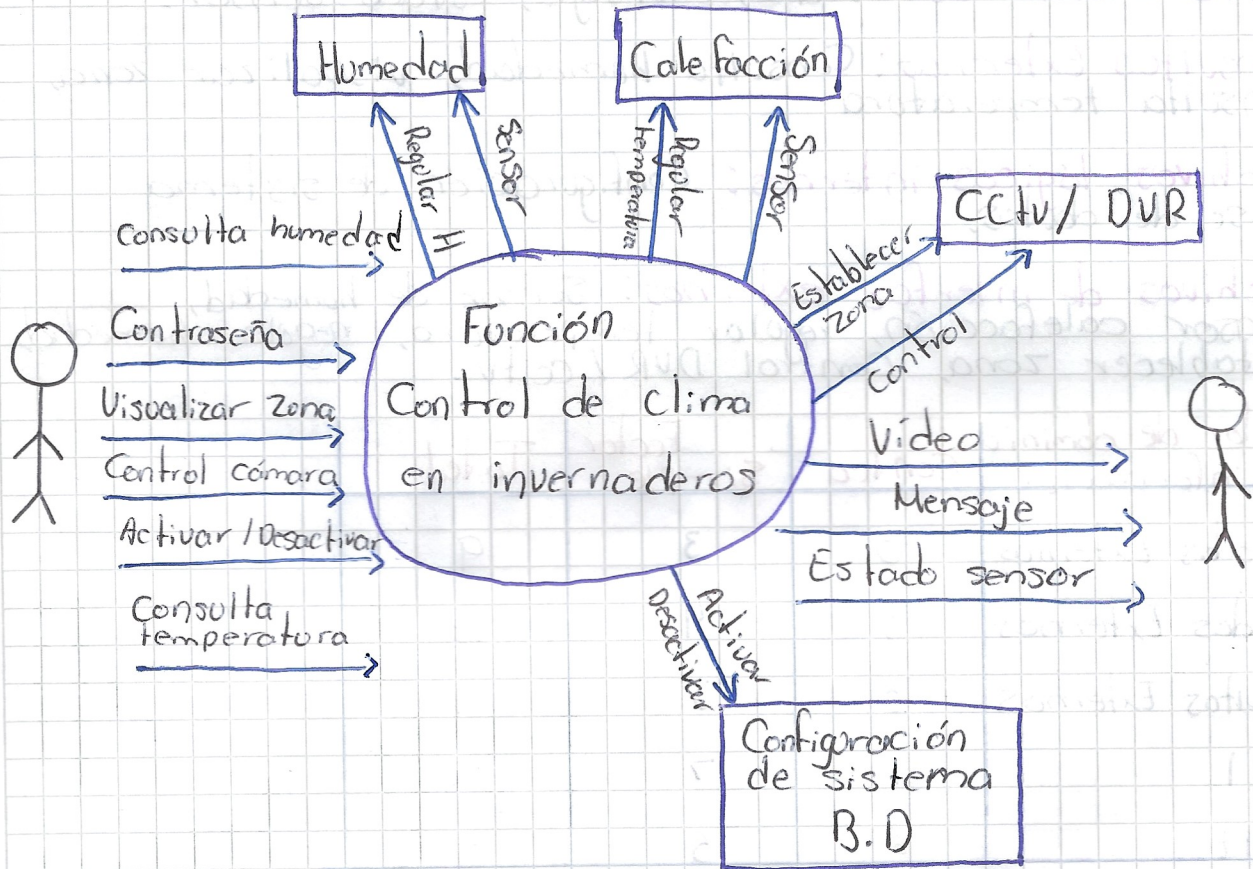 Humedad
Calefacción
Regular H
Sensor
Regular
temperatura
Sensor
CCtv/ DVR
Establecer
zona
Control
Consulta humedad
Contraseña
Visualizar zona
Control cámara
Activar/Desactivar
Consulta
temperatura
Función
Control de clima
en invernaderos
Vídeo
Mensaje
Estado sensor
Activar
Desactivar
Configuración
de sistema
B.D